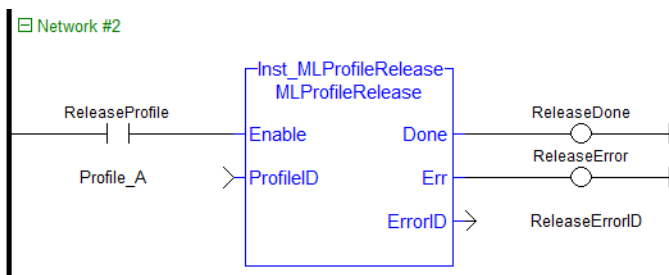 Network #2
Inst_MLProfileRelease
MLProfileRelease
ReleaseProfile
ReleaseDone
Enable
Done
ReleaseError
Profile_A
ProfileID
Err
ErrorID
ReleaseErrorID